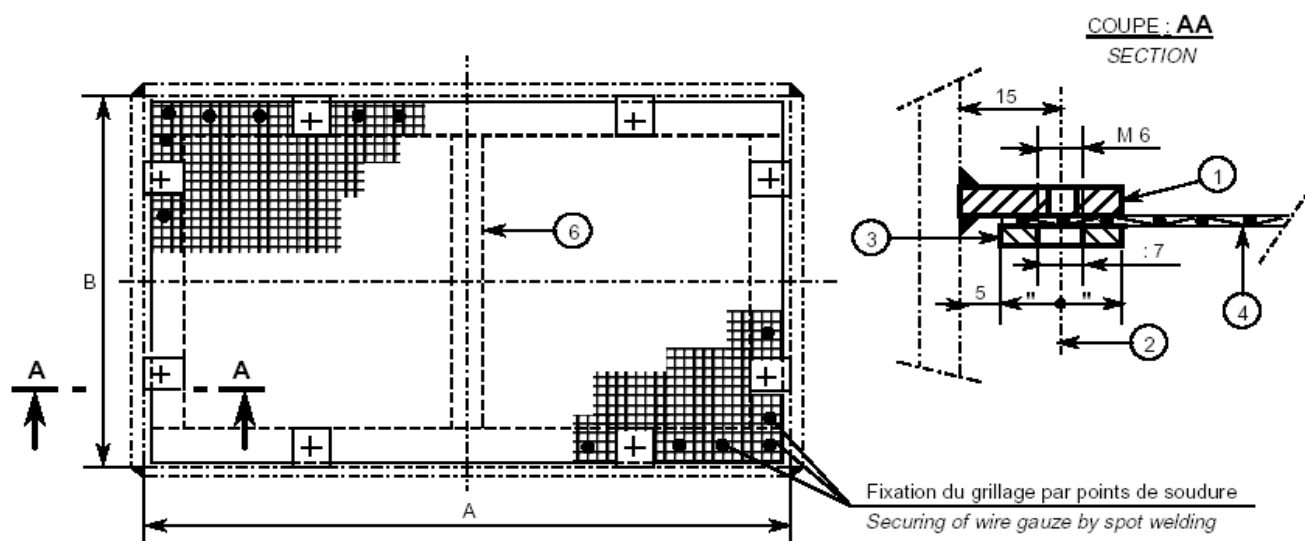 COUPE : AA
SECTION
15
M 6
1
3
: 7
5 " "
4
2
6
B
A A
A
Fixation du grillage par points de soudure
Securing of wire gauze by spot welding